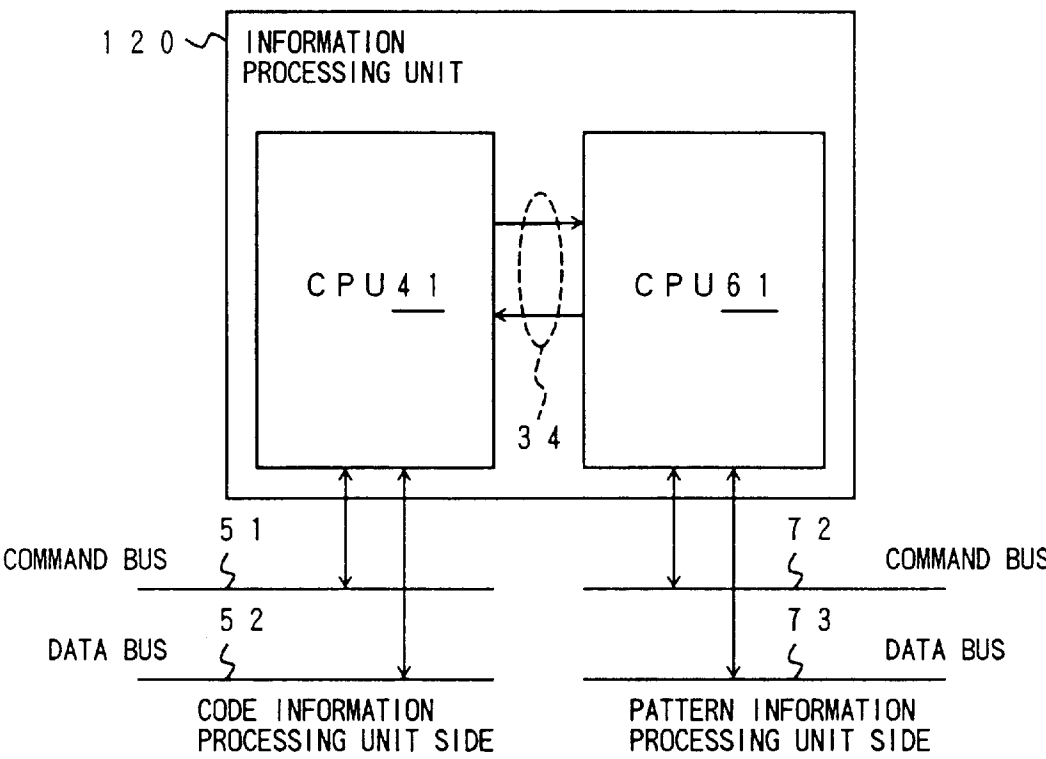 120
INFORMATION
PROCESSING UNIT
CPU41
CPU61
34
51
COMMAND BUS
72
COMMAND BUS
52
DATA BUS
73
DATA BUS
CODE INFORMATION
PROCESSING UNIT SIDE
PATTERN INFORMATION
PROCESSING UNIT SIDE